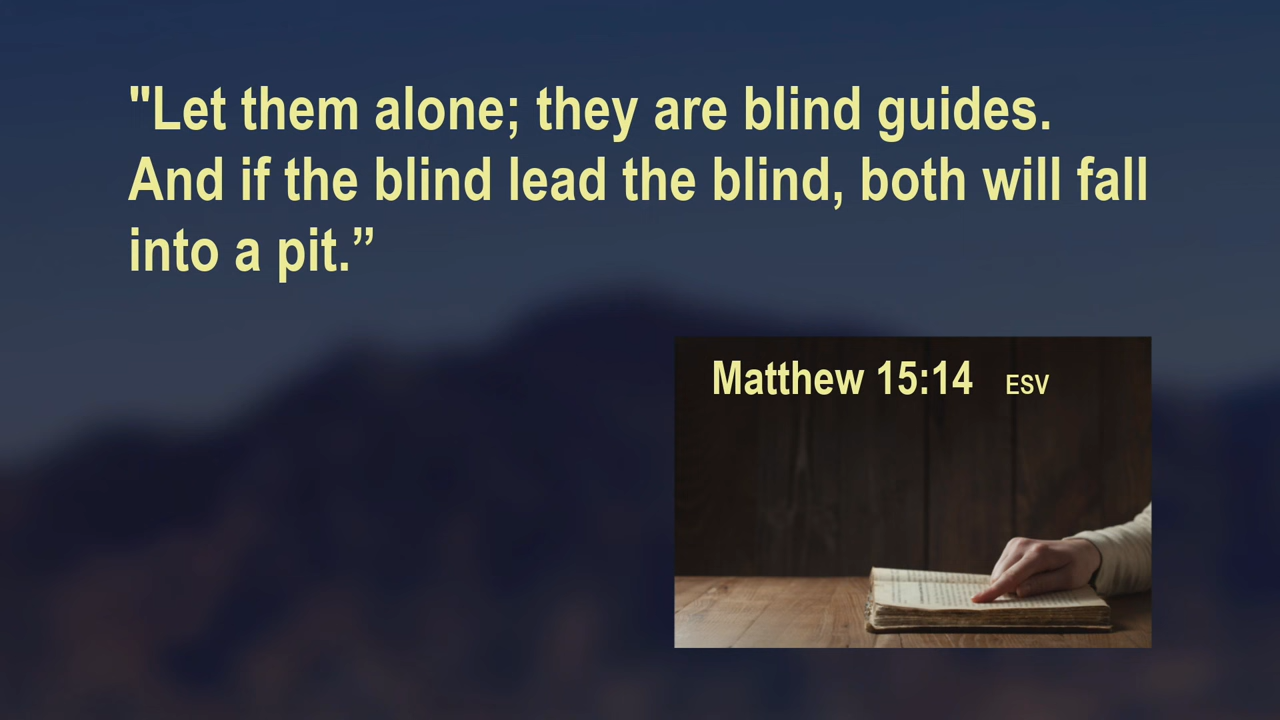 "Let them alone; they are blind guides.
And if the blind lead the blind, both will fall
into a pit.”
Matthew 15:14 ESV